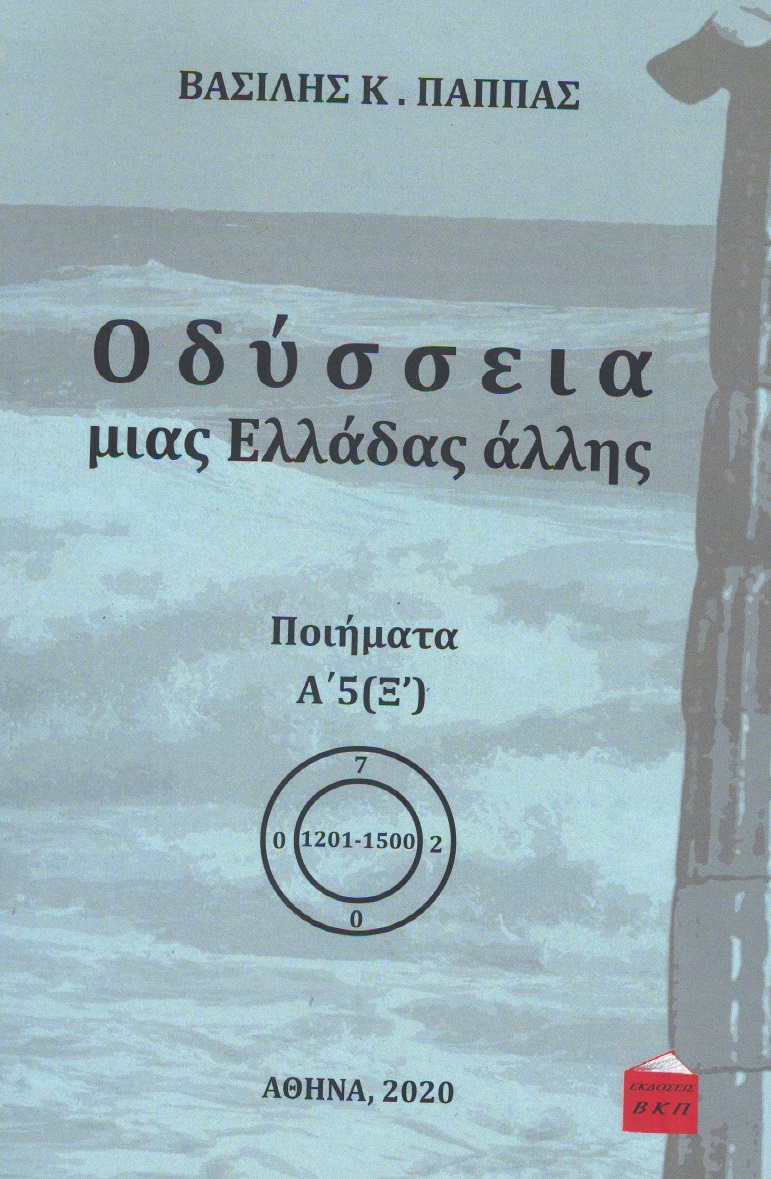 ΒΑΣΙΛΗΣ Κ . ΠΑΠΠΑΣ
Οδύσσεια
μιας Ελλάδας άλλης
Ποιήματα
Α΄5(Ξ’)
7
0 1201-1500 2
0
ΑΘΗΝΑ, 2020
ΕΚΔΟΣΕΙΣ
ΒΚΠ